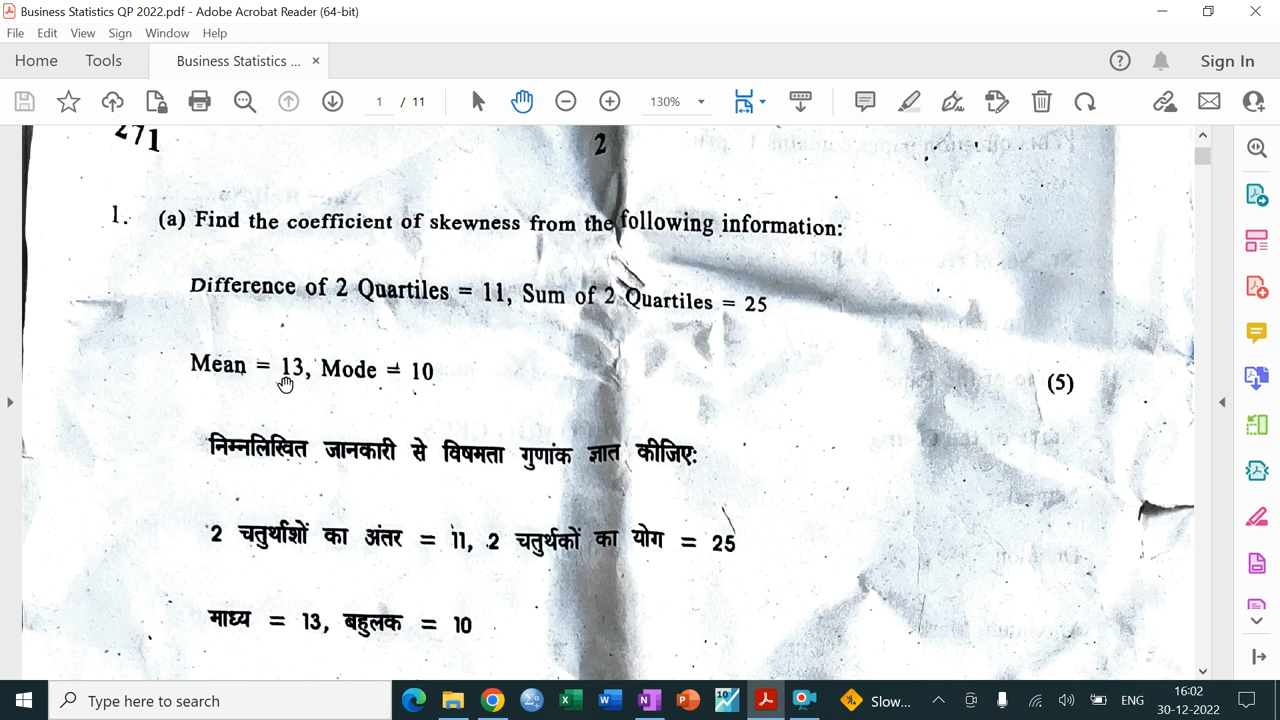 Business Statistics QP 2022.pdf - Adobe Acrobat Reader (64-bit)
File Edit View Sign Window Help
Home Tools Business Statistics ... × Sign In
1 / 11 130%
271 2
1. (a) Find the coefficient of skewness from the following information:
Difference of 2 Quartiles = 11, Sum of 2 Quartiles = 25
Mean = 13, Mode = 10
(5)
निम्नलिखित जानकारी से विषमता गुणांक ज्ञात कीजिए:
2 चतुर्थाशों का अंतर = 11, 2 चतुर्थकों का योग = 25
माध्य = 13, बहुलक = 10
Type here to search 10 Slow... ENG 16:02
30-12-2022